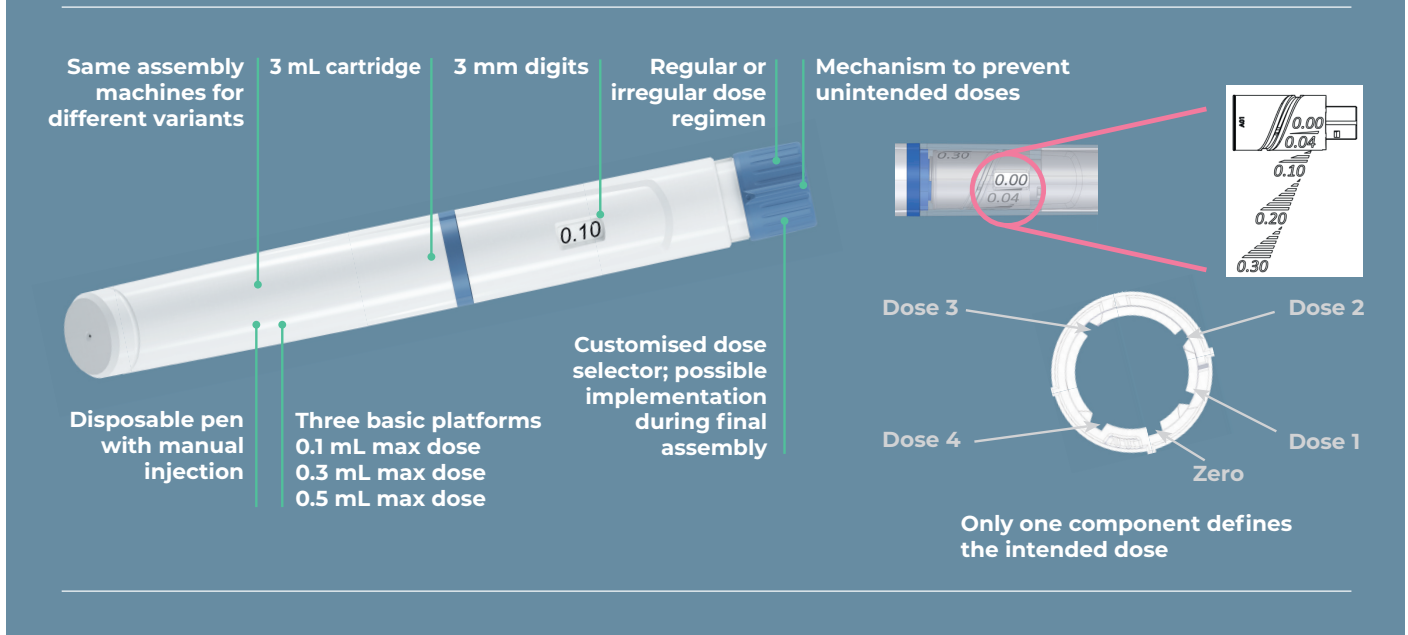 Same assembly
machines for
different variants
3 mL cartridge
3 mm digits
Regular or
irregular dose
regimen
Mechanism to prevent
unintended doses
0.10
0.30
0.00
0.04
A01
0.00
0.04
0.10
0.20
0.30
Disposable pen
with manual
injection
Three basic platforms
0.1 mL max dose
0.3 mL max dose
0.5 mL max dose
Customised dose
selector; possible
implementation
during final
assembly
Dose 3
Dose 2
Dose 4
Dose 1
Zero
Only one component defines
the intended dose